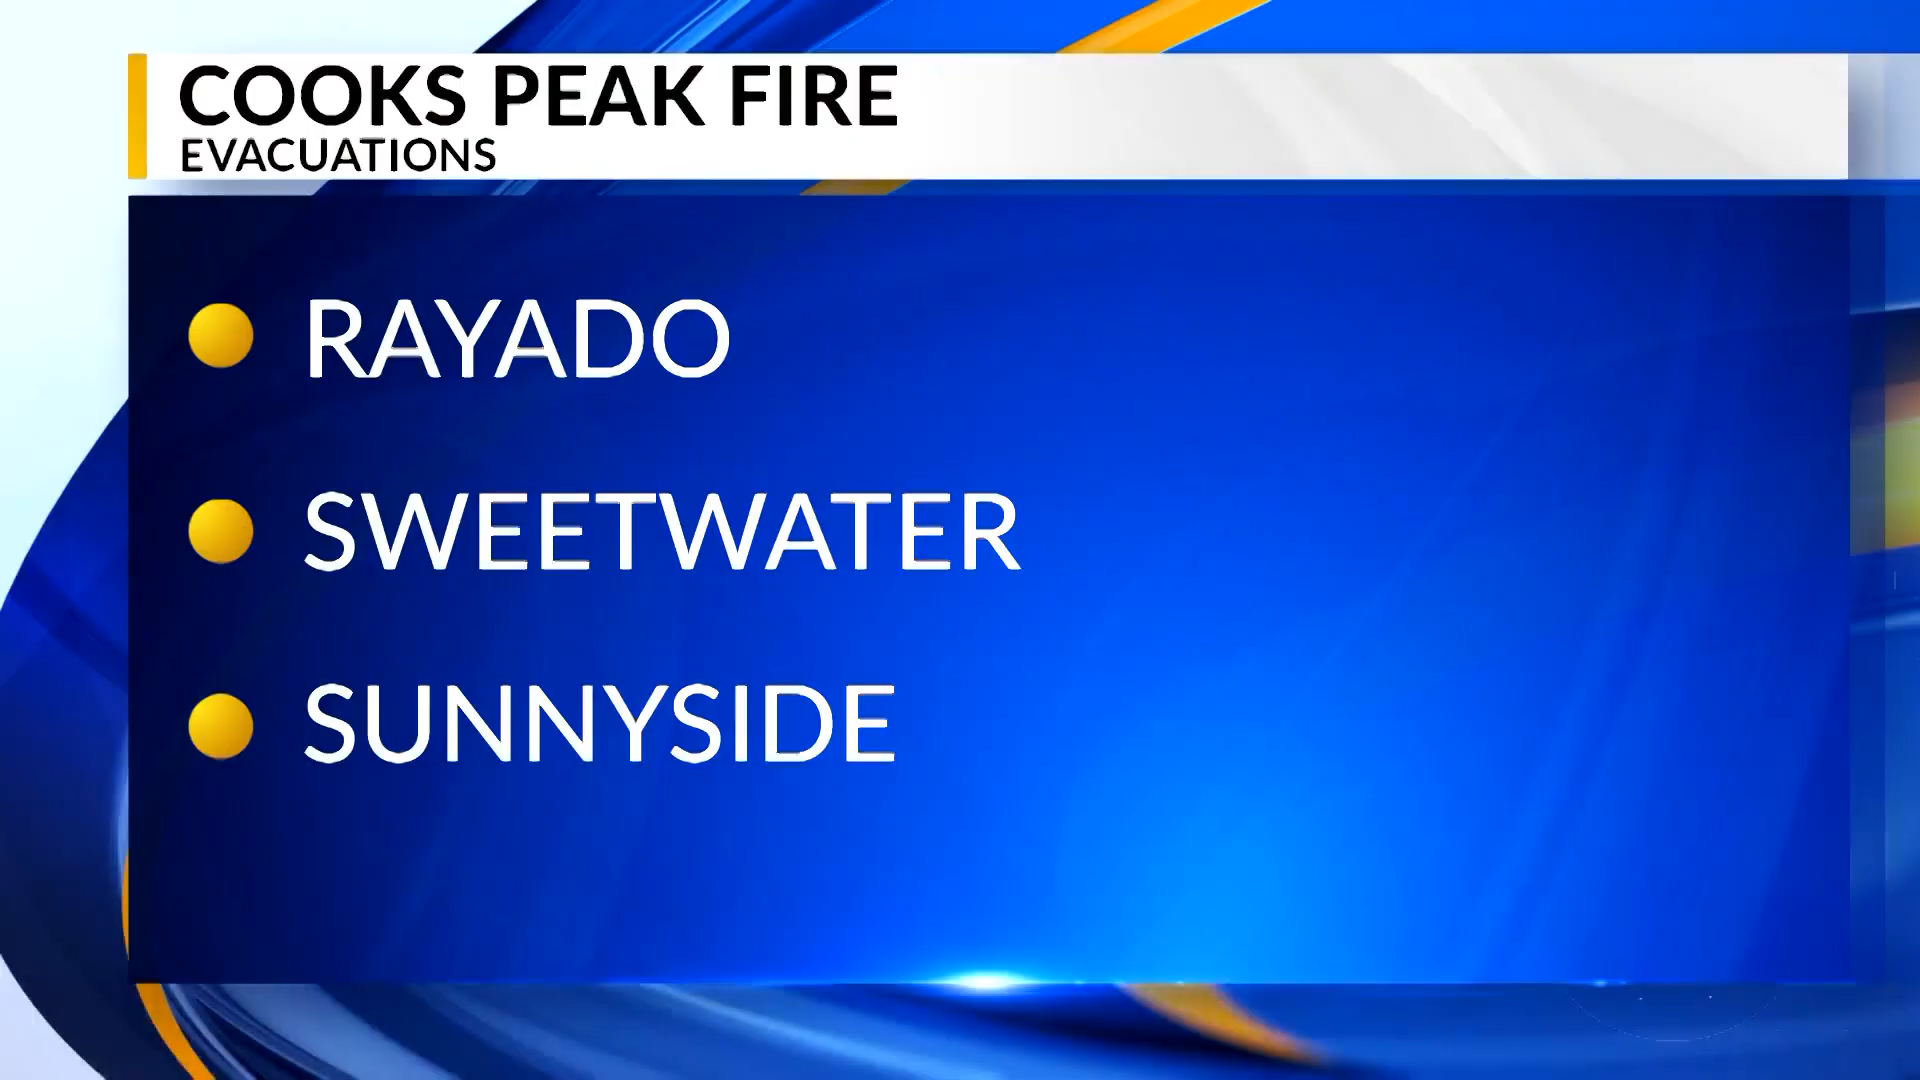 COOKS PEAK FIRE
EVACUATIONS
RAYADO
SWEETWATER
SUNNYSIDE